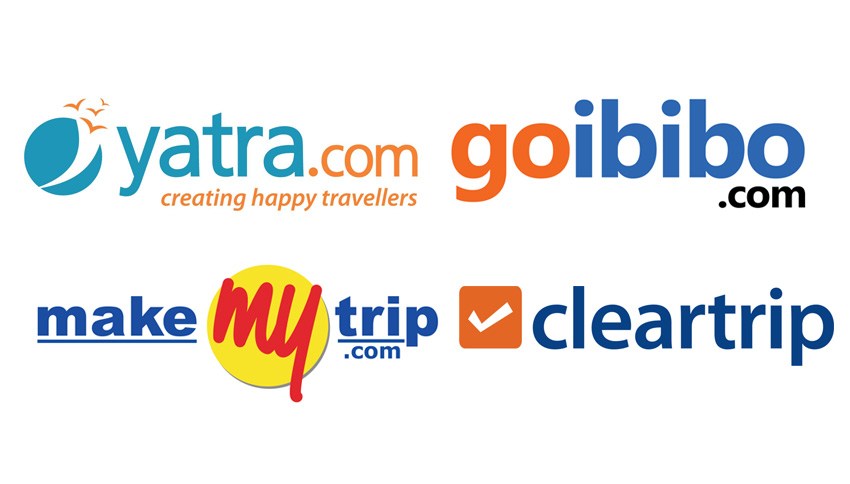 yatra.com
creating happy travellers
goibibo
.com
make my trip
.com
cleartrip